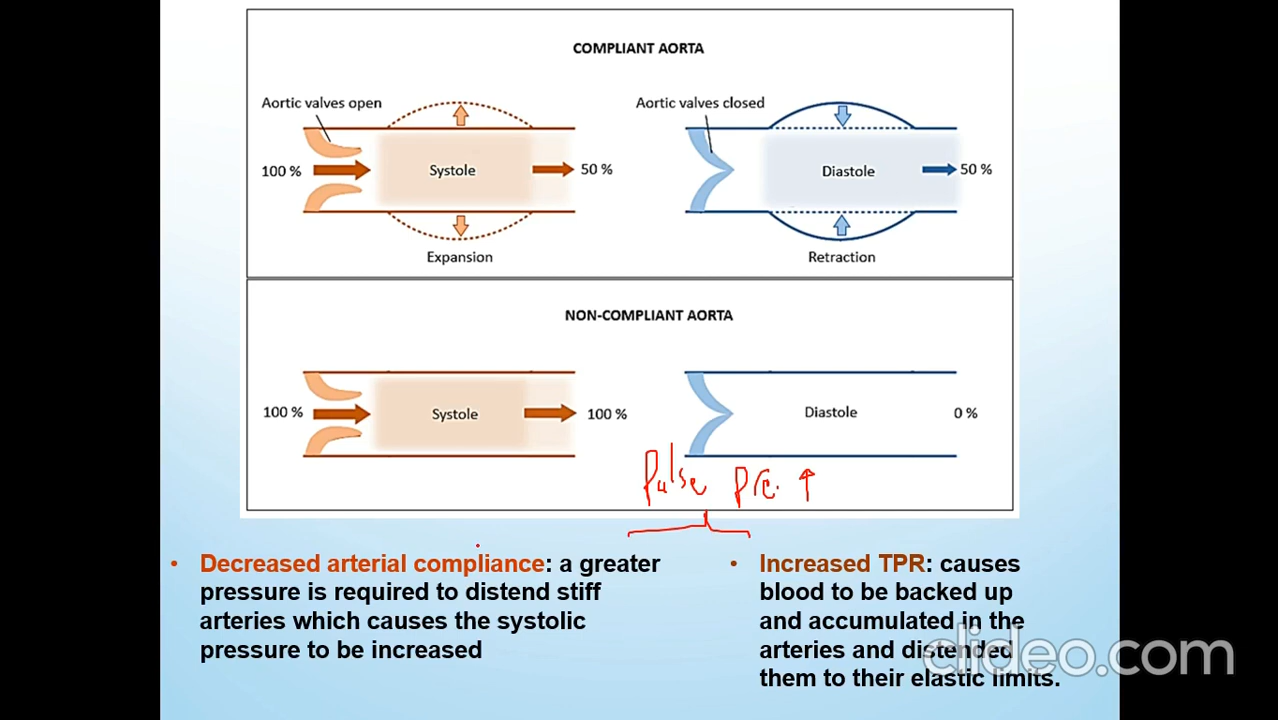 COMPLIANT AORTA
Aortic valves open
Aortic valves closed
100 %
Systole
50 %
Diastole
50 %
Expansion
Retraction
NON-COMPLIANT AORTA
100 %
Systole
100 %
Diastole
0 %
Pulse pre. ↑
• Decreased arterial compliance: a greater
pressure is required to distend stiff
arteries which causes the systolic
pressure to be increased
• Increased TPR: causes
blood to be backed up
and accumulated in the
arteries and distended
them to their elastic limits.
clideo.com